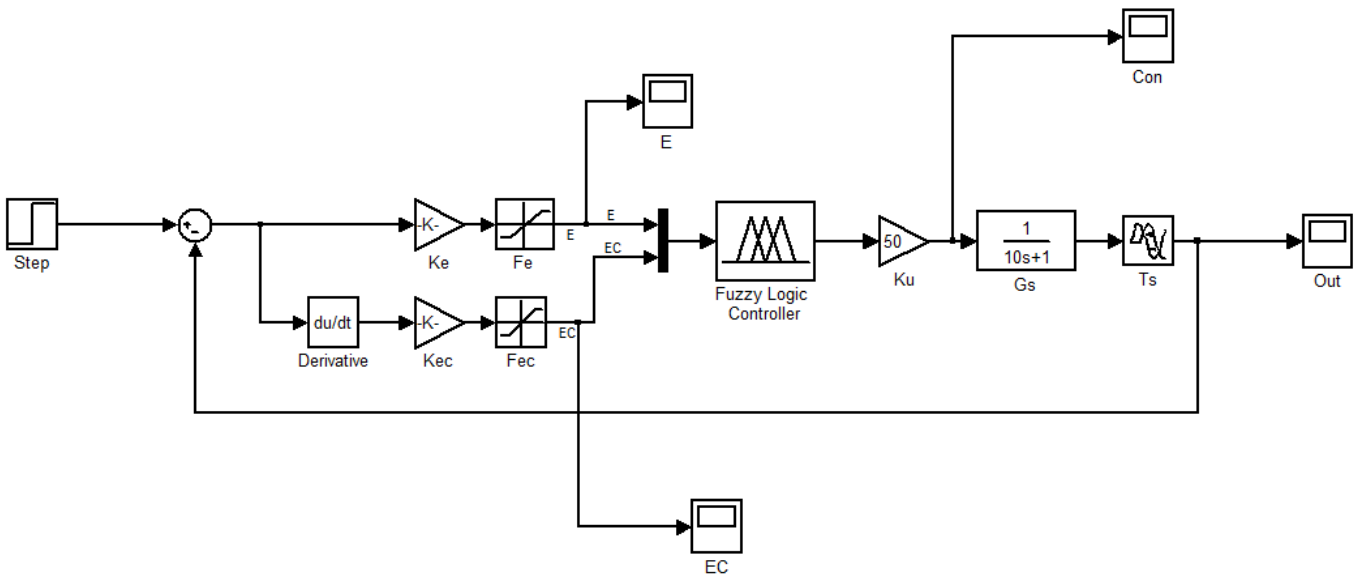 Con
E
Step
+
-
-K-
Ke
Fe
E
E
EC
Fuzzy Logic
Controller
50
Ku
1
10s+1
Gs
Ts
Out
du/dt
Derivative
-K-
Kec
Fec
EC
EC